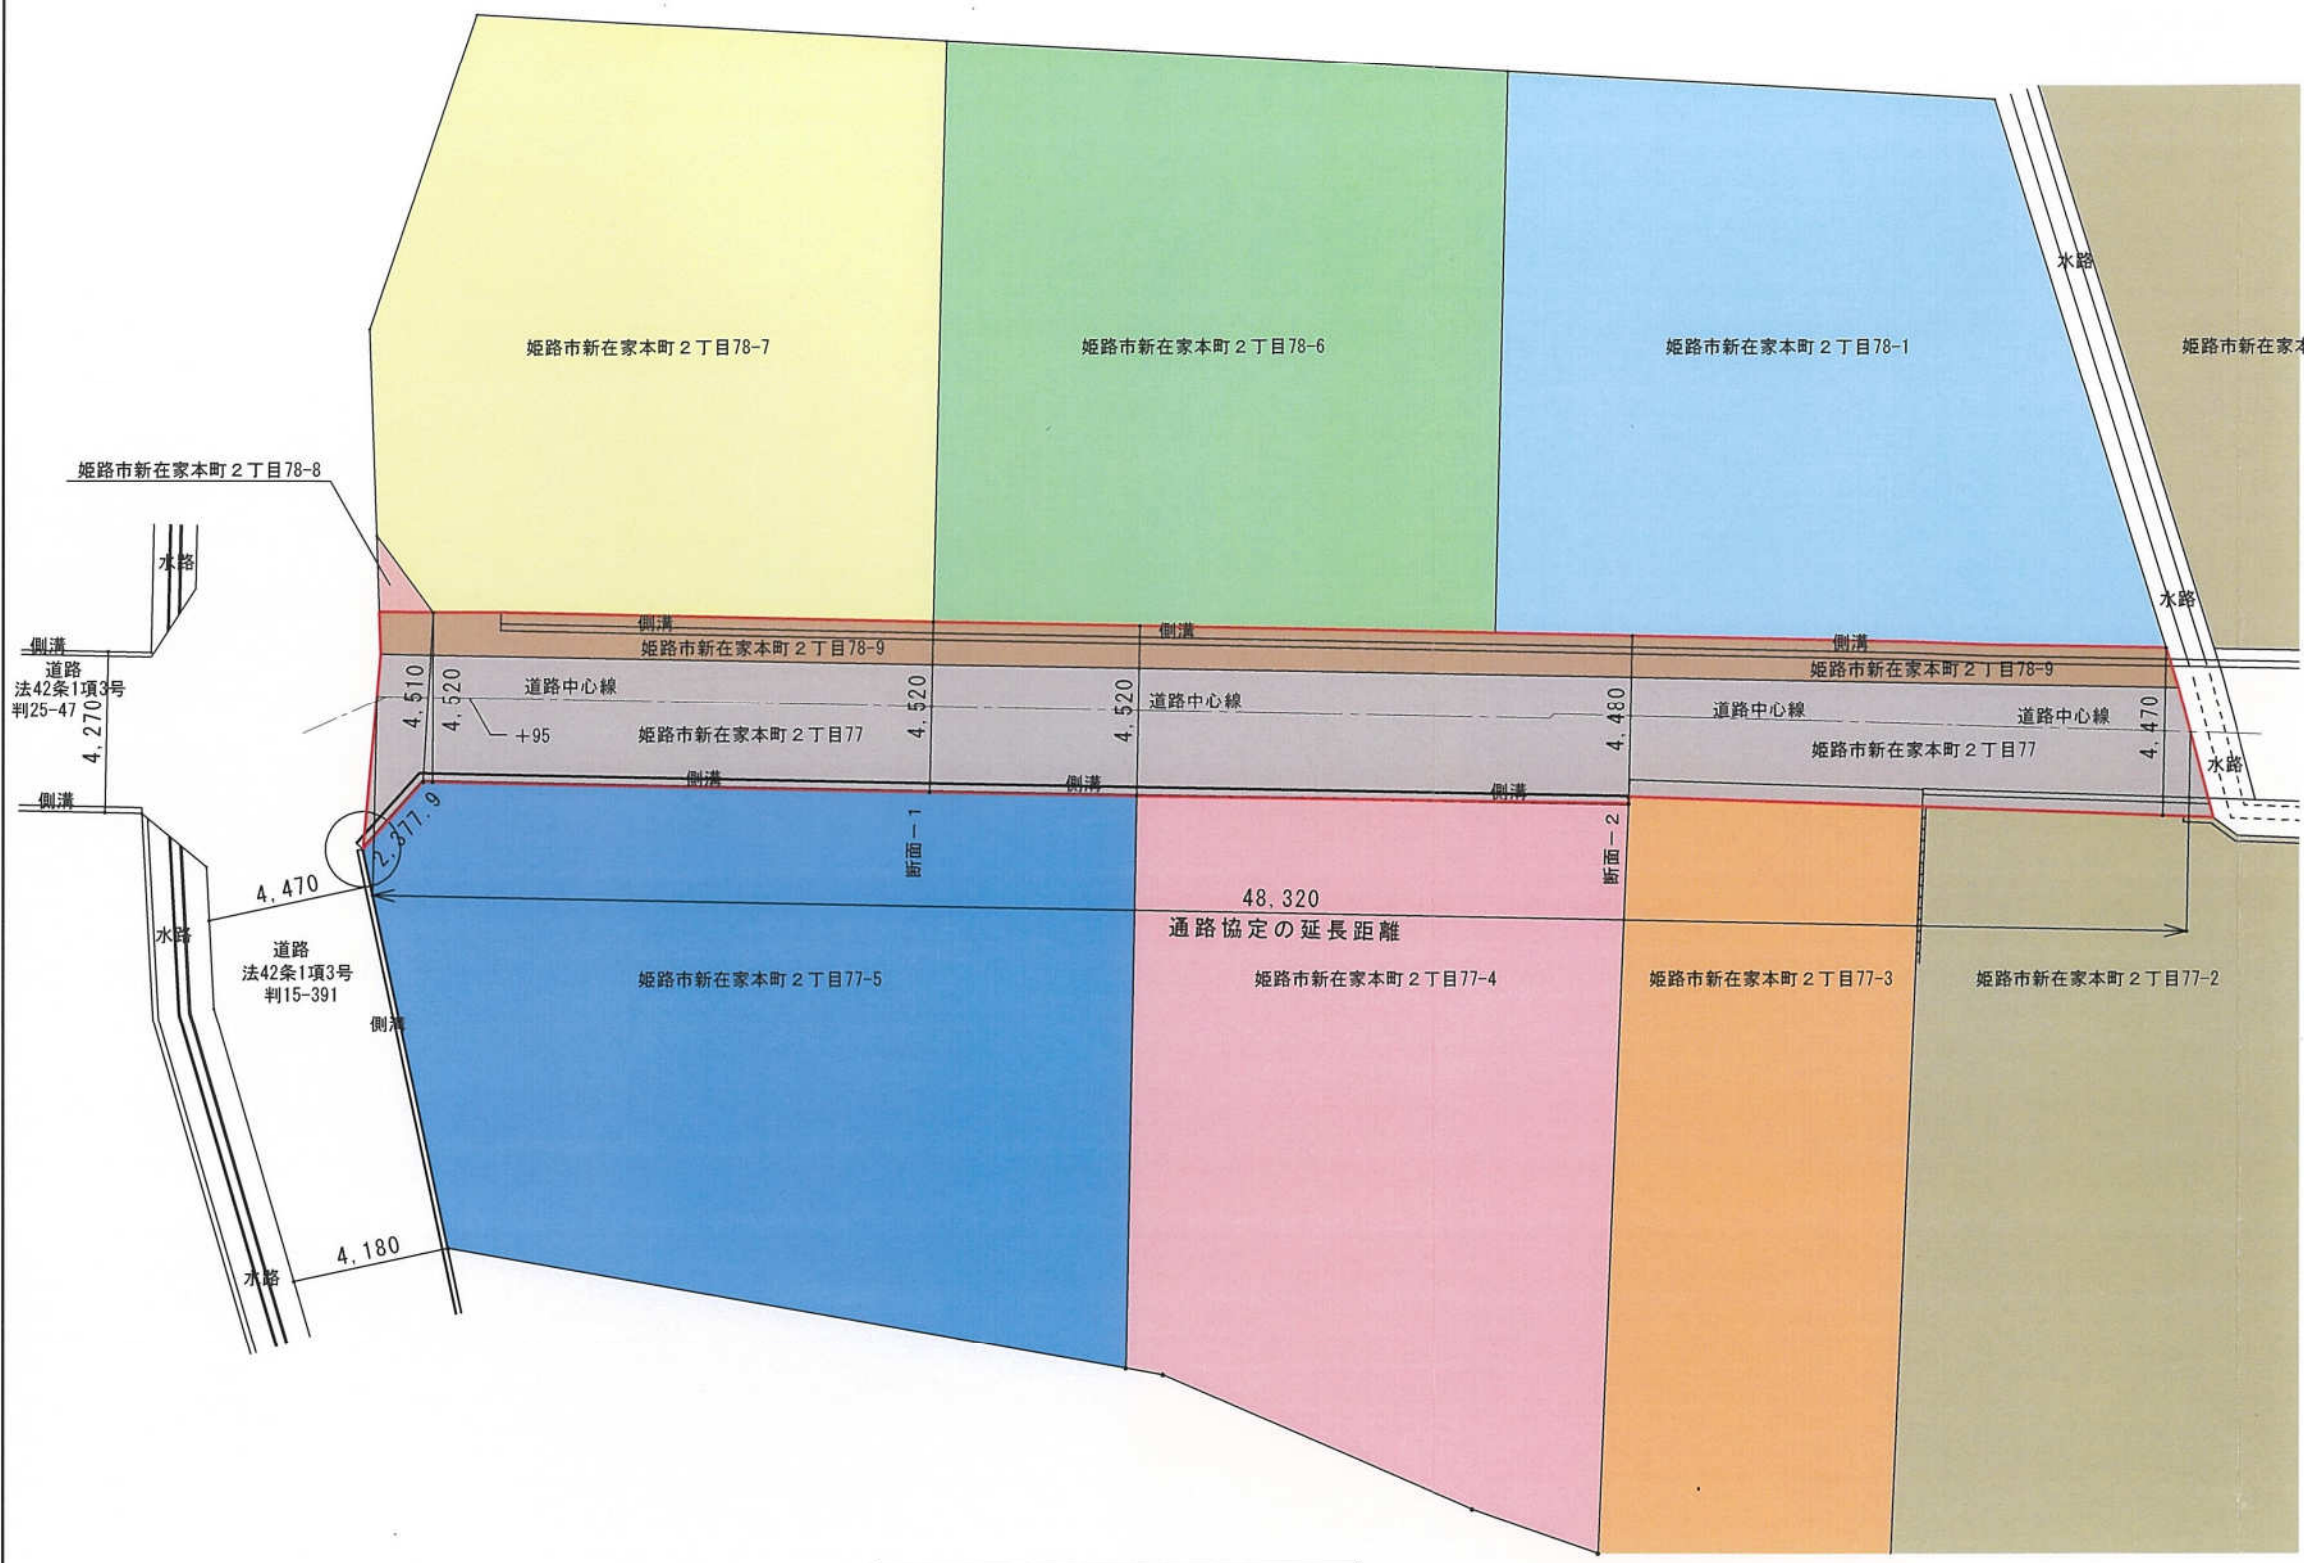 姫路市新在家本町２丁目78-7
姫路市新在家本町２丁目78-6
姫路市新在家本町２丁目78-1
姫路市新在家本
水路
姫路市新在家本町２丁目78-8
水路
水路
側溝
側溝
側溝
側溝
道路
法42条1項3号
判25-47
4,270
姫路市新在家本町２丁目78-9
姫路市新在家本町２丁目78-9
4,510
4,520
道路中心線
4,520
4,520
道路中心線
4,480
道路中心線
道路中心線
4,470
+95
姫路市新在家本町２丁目77
姫路市新在家本町２丁目77
水路
側溝
側溝
側溝
側溝
2,377.9
断面－1
断面－2
4,470
48,320
通路協定の延長距離
水路
道路
法42条1項3号
判15-391
姫路市新在家本町２丁目77-5
姫路市新在家本町２丁目77-4
姫路市新在家本町２丁目77-3
姫路市新在家本町２丁目77-2
側溝
4,180
水路